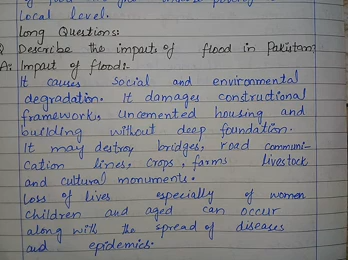 Local level.
Long Questions:
Q Describe the impacts of flood in Pakistan?
A: Impact of flood:-
It causes social and environmental
degradation. It damages constructional
frameworks, uncemented housing and
building without deep foundation.
It may destroy bridges, road communi-
cation lines, crops, farms livestock
and cultural monuments.
Loss of lives especially of women
children and aged can occur
along with the spread of diseases
and epidemics.